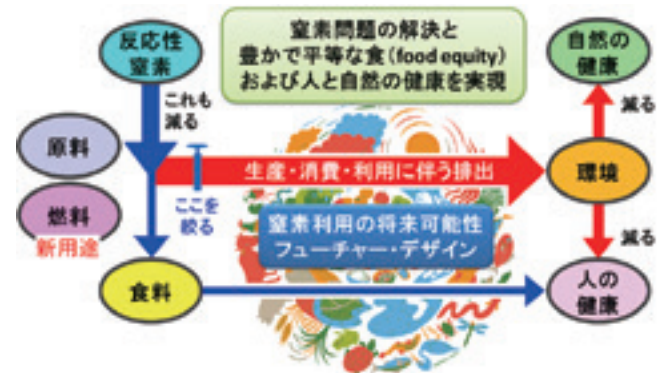 反応性
窒素
窒素問題の解決と
豊かで平等な食(food equity)
および人と自然の健康を実現
自然の
健康
これも
減る
減る
原料
生産・消費・利用に伴う排出
環境
燃料
新用途
ここを
絞る
窒素利用の将来可能性
フューチャー・デザイン
減る
食料
人の
健康